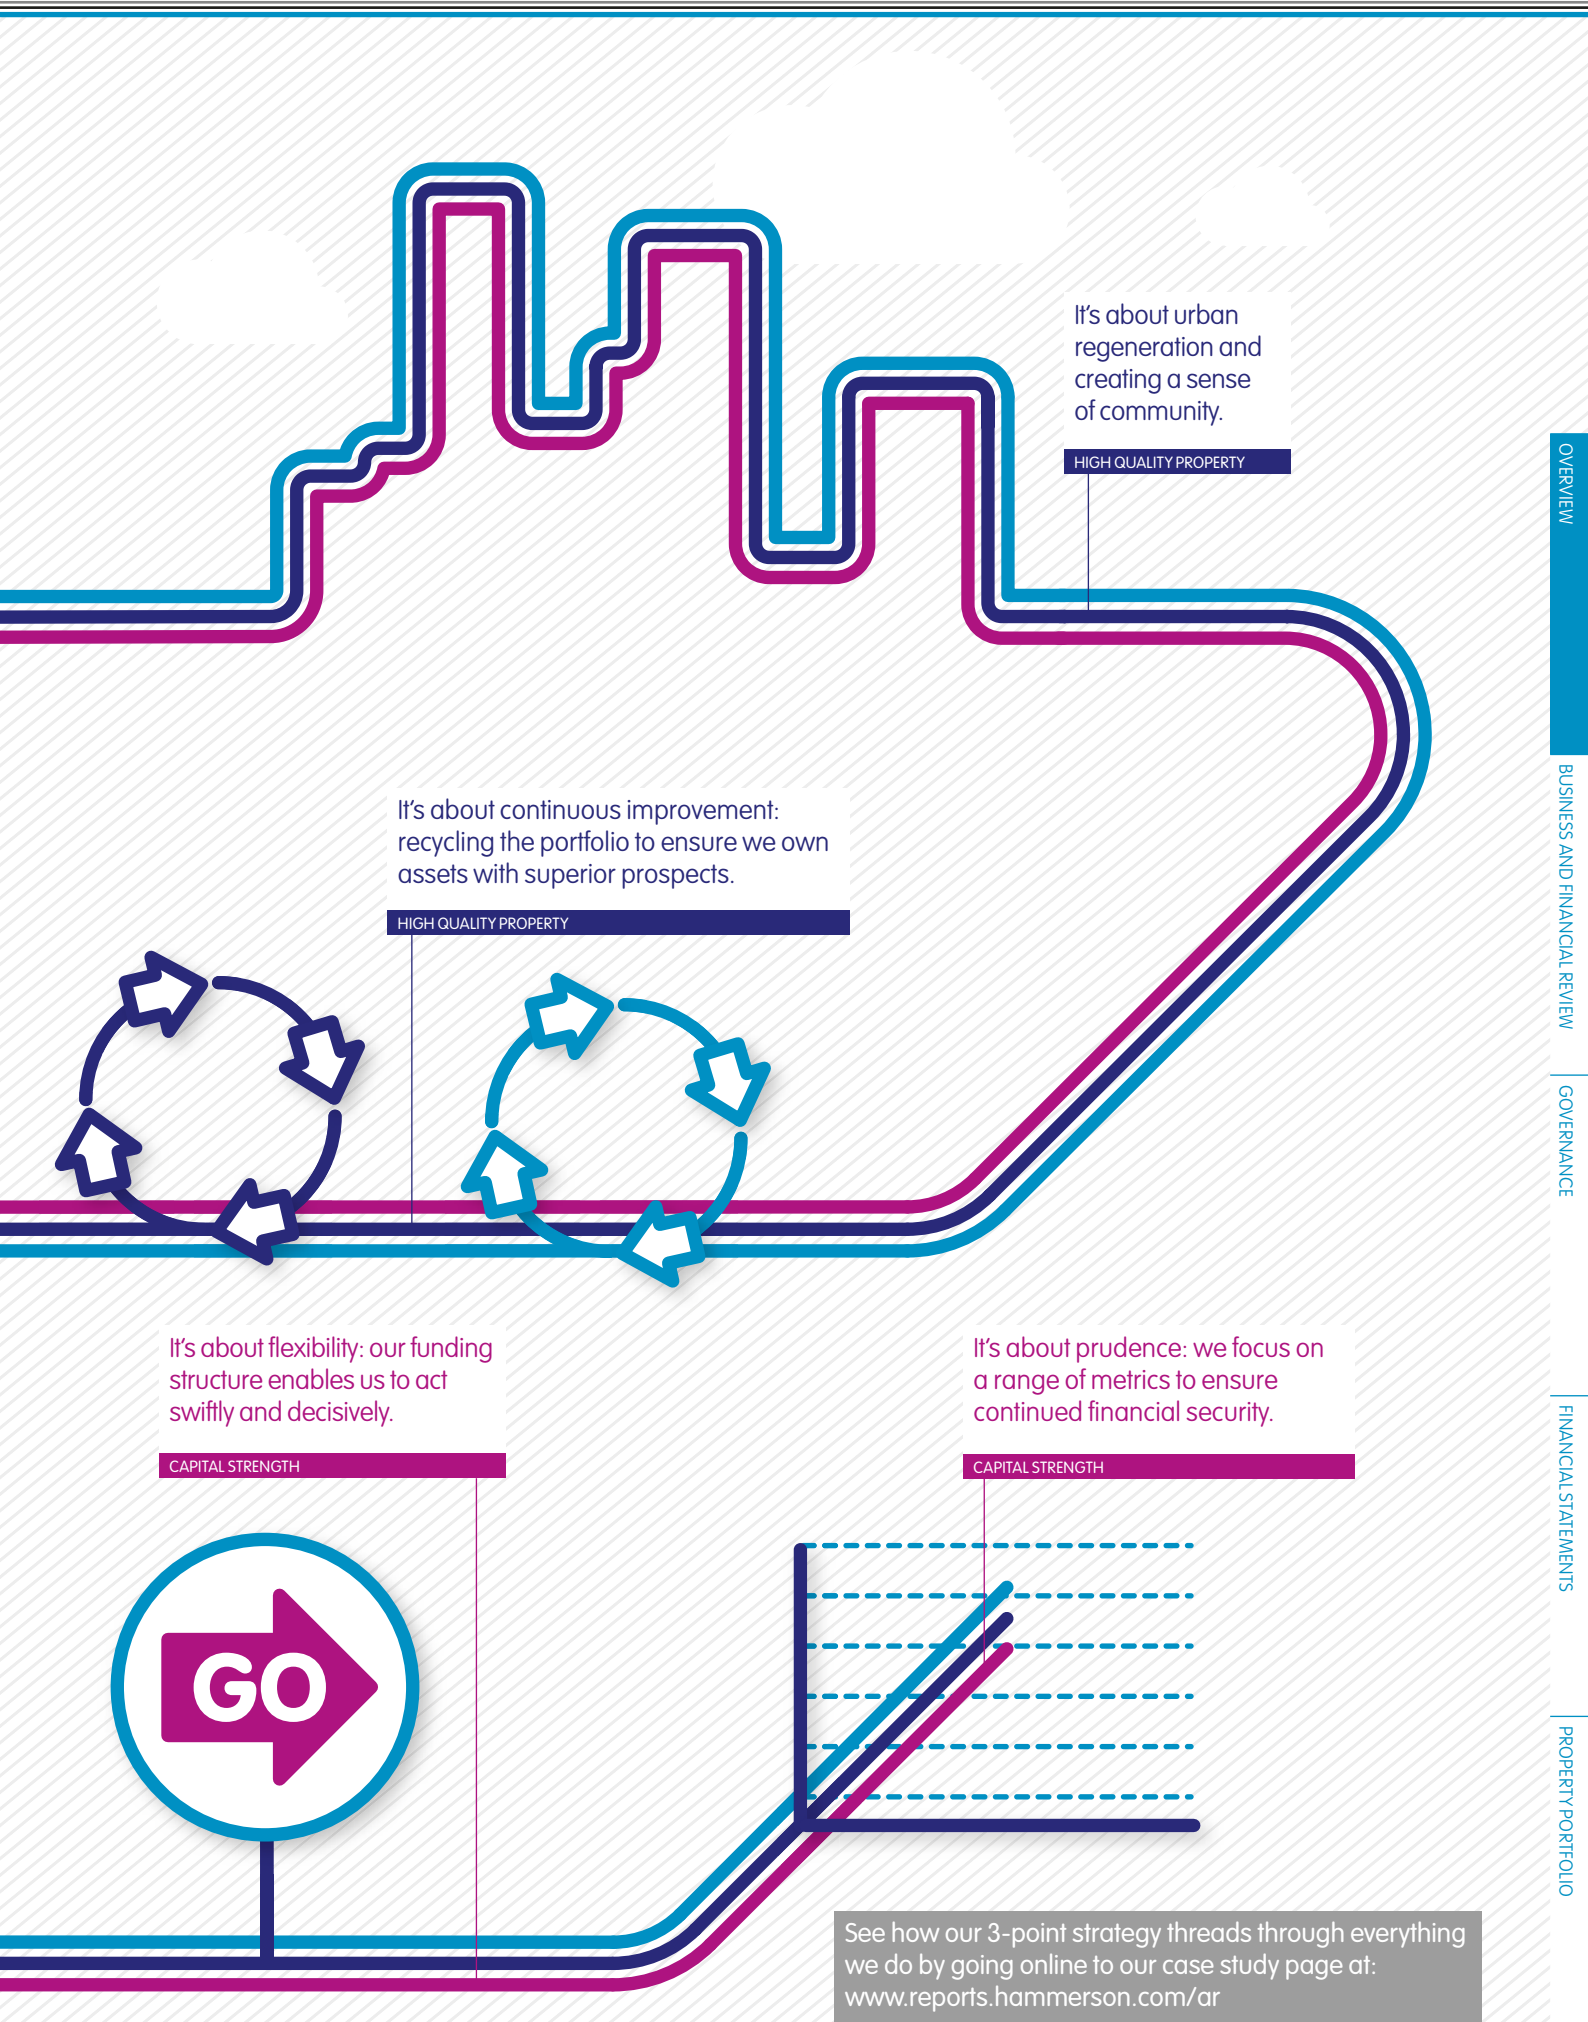 It's about urban
regeneration and
creating a sense
of community.
HIGH QUALITY PROPERTY
It's about continuous improvement:
recycling the portfolio to ensure we own
assets with superior prospects.
HIGH QUALITY PROPERTY
It's about flexibility: our funding
structure enables us to act
swiftly and decisively.
CAPITAL STRENGTH
It's about prudence: we focus on
a range of metrics to ensure
continued financial security.
CAPITAL STRENGTH
GO
See how our 3-point strategy threads through everything
we do by going online to our case study page at:
www.reports.hammerson.com/ar
OVERVIEW
BUSINESS AND FINANCIAL REVIEW
GOVERNANCE
FINANCIAL STATEMENTS
PROPERTY PORTFOLIO